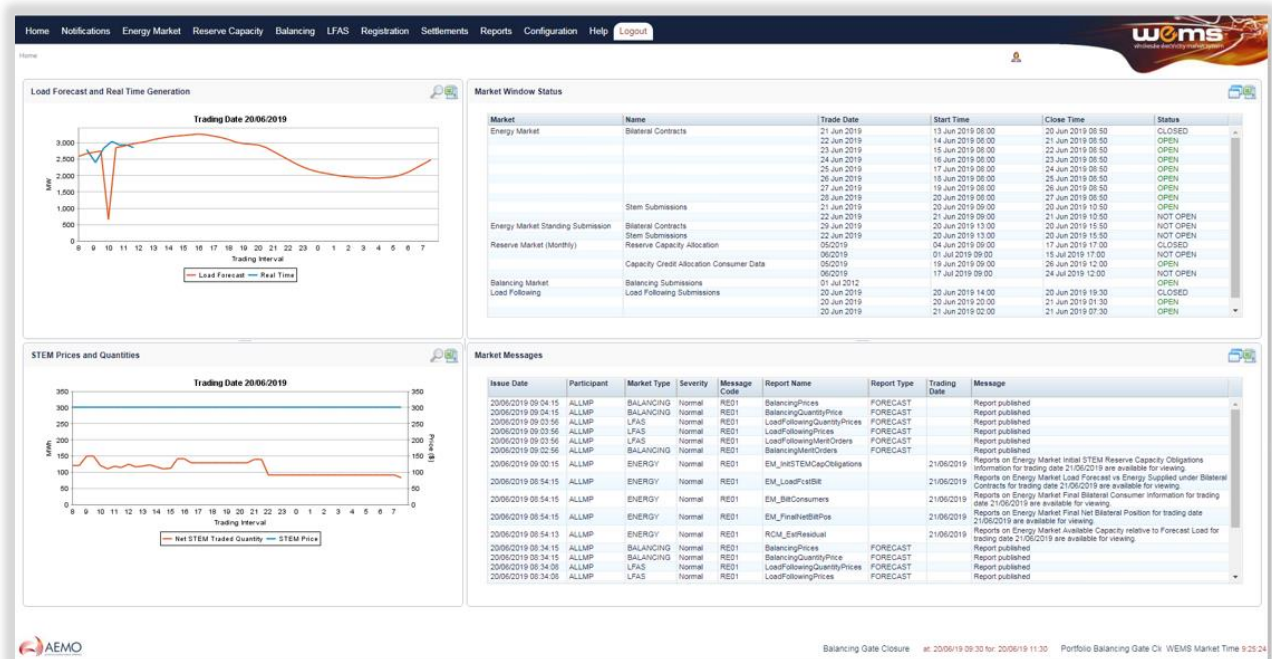 Home Notifications Energy Market Reserve Capacity Balancing LFAS Registration Settlements Reports Configuration Help Logout
wems
wholesale electricity market system
Home
Load Forecast and Real Time Generation
Trading Date 20/06/2019
3,000
2,500
2,000
1,500
1,000
500
0
MW
8 9 10 11 12 13 14 15 16 17 18 19 20 21 22 23 0 1 2 3 4 5 6 7
Trading Interval
Load Forecast Real Time
Market Window Status
Market Name Trade Date Start Time Close Time Status
Energy Market Bilateral Contracts 21 Jun 2019 13 Jun 2019 08:00 20 Jun 2019 08:50 CLOSED
22 Jun 2019 14 Jun 2019 08:00 21 Jun 2019 08:50 OPEN
23 Jun 2019 15 Jun 2019 08:00 22 Jun 2019 08:50 OPEN
24 Jun 2019 16 Jun 2019 08:00 23 Jun 2019 08:50 OPEN
25 Jun 2019 17 Jun 2019 08:00 24 Jun 2019 08:50 OPEN
26 Jun 2019 18 Jun 2019 08:00 25 Jun 2019 08:50 OPEN
27 Jun 2019 19 Jun 2019 08:00 26 Jun 2019 08:50 OPEN
28 Jun 2019 20 Jun 2019 08:00 27 Jun 2019 08:50 OPEN
Stem Submissions 21 Jun 2019 20 Jun 2019 09:00 20 Jun 2019 10:50 OPEN
22 Jun 2019 21 Jun 2019 09:00 21 Jun 2019 10:50 NOT OPEN
Energy Market Standing Submission Bilateral Contracts 29 Jun 2019 20 Jun 2019 13:00 20 Jun 2019 15:50 NOT OPEN
Stem Submissions 22 Jun 2019 20 Jun 2019 13:00 20 Jun 2019 15:50 NOT OPEN
Reserve Market (Monthly) Reserve Capacity Allocation 05/2019 04 Jun 2019 09:00 17 Jun 2019 17:00 CLOSED
06/2019 01 Jul 2019 09:00 15 Jul 2019 17:00 NOT OPEN
Capacity Credit Allocation Consumer Data 05/2019 19 Jun 2019 09:00 26 Jun 2019 12:00 OPEN
06/2019 17 Jul 2019 09:00 24 Jul 2019 12:00 NOT OPEN
Balancing Market Balancing Submissions 01 Jul 2012 OPEN
Load Following Load Following Submissions 20 Jun 2019 20 Jun 2019 14:00 20 Jun 2019 19:30 CLOSED
20 Jun 2019 20 Jun 2019 20:00 21 Jun 2019 01:30 OPEN
20 Jun 2019 21 Jun 2019 02:00 21 Jun 2019 07:30 OPEN
STEM Prices and Quantities
Trading Date 20/06/2019
350 350
300 300
250 250
200 200
150 150
100 100
50 50
0 0
MWh
Price ($)
8 9 10 11 12 13 14 15 16 17 18 19 20 21 22 23 0 1 2 3 4 5 6 7
Trading Interval
Net STEM Traded Quantity STEM Price
Market Messages
Issue Date Participant Market Type Severity Message Code Report Name Report Type Trading Date Message
20/06/2019 09:04:15 ALLMP BALANCING Normal RE01 BalancingPrices FORECAST Report published
20/06/2019 09:04:15 ALLMP BALANCING Normal RE01 BalancingQuantityPrice FORECAST Report published
20/06/2019 09:03:56 ALLMP LFAS Normal RE01 LoadFollowingQuantityPrices FORECAST Report published
20/06/2019 09:03:56 ALLMP LFAS Normal RE01 LoadFollowingPrices FORECAST Report published
20/06/2019 09:03:56 ALLMP LFAS Normal RE01 LoadFollowingMeritOrders FORECAST Report published
20/06/2019 09:02:56 ALLMP BALANCING Normal RE01 BalancingMeritOrders FORECAST Report published
20/06/2019 09:00:15 ALLMP ENERGY Normal RE01 EM_InitSTEMCapObligations 21/06/2019 Reports on Energy Market Initial STEM Reserve Capacity Obligations
Information for trading date 21/06/2019 are available for viewing.
20/06/2019 08:54:15 ALLMP ENERGY Normal RE01 EM_LoadFcstBilt 21/06/2019 Reports on Energy Market Load Forecast vs Energy Supplied under Bilateral
Contracts for trading date 21/06/2019 are available for viewing.
20/06/2019 08:54:15 ALLMP ENERGY Normal RE01 EM_BiltConsumers 21/06/2019 Reports on Energy Market Final Bilateral Consumer Information for trading
date 21/06/2019 are available for viewing.
20/06/2019 08:54:15 ALLMP ENERGY Normal RE01 EM_FinalNetBiltPos 21/06/2019 Reports on Energy Market Final Net Bilateral Position for trading date
21/06/2019 are available for viewing.
20/06/2019 08:54:13 ALLMP ENERGY Normal RE01 RCM_EstResidual 21/06/2019 Reports on Energy Market Available Capacity relative to Forecast Load for
trading date 21/06/2019 are available for viewing.
20/06/2019 08:34:15 ALLMP BALANCING Normal RE01 BalancingPrices FORECAST Report published
20/06/2019 08:34:15 ALLMP BALANCING Normal RE01 BalancingQuantityPrice FORECAST Report published
20/06/2019 08:34:08 ALLMP LFAS Normal RE01 LoadFollowingQuantityPrices FORECAST Report published
20/06/2019 08:34:08 ALLMP LFAS Normal RE01 LoadFollowingPrices FORECAST Report published
AEMO
Balancing Gate Closure at: 20/06/19 09:30 for: 20/06/19 11:30 Portfolio Balancing Gate Clo WEMS Market Time 9:25:24